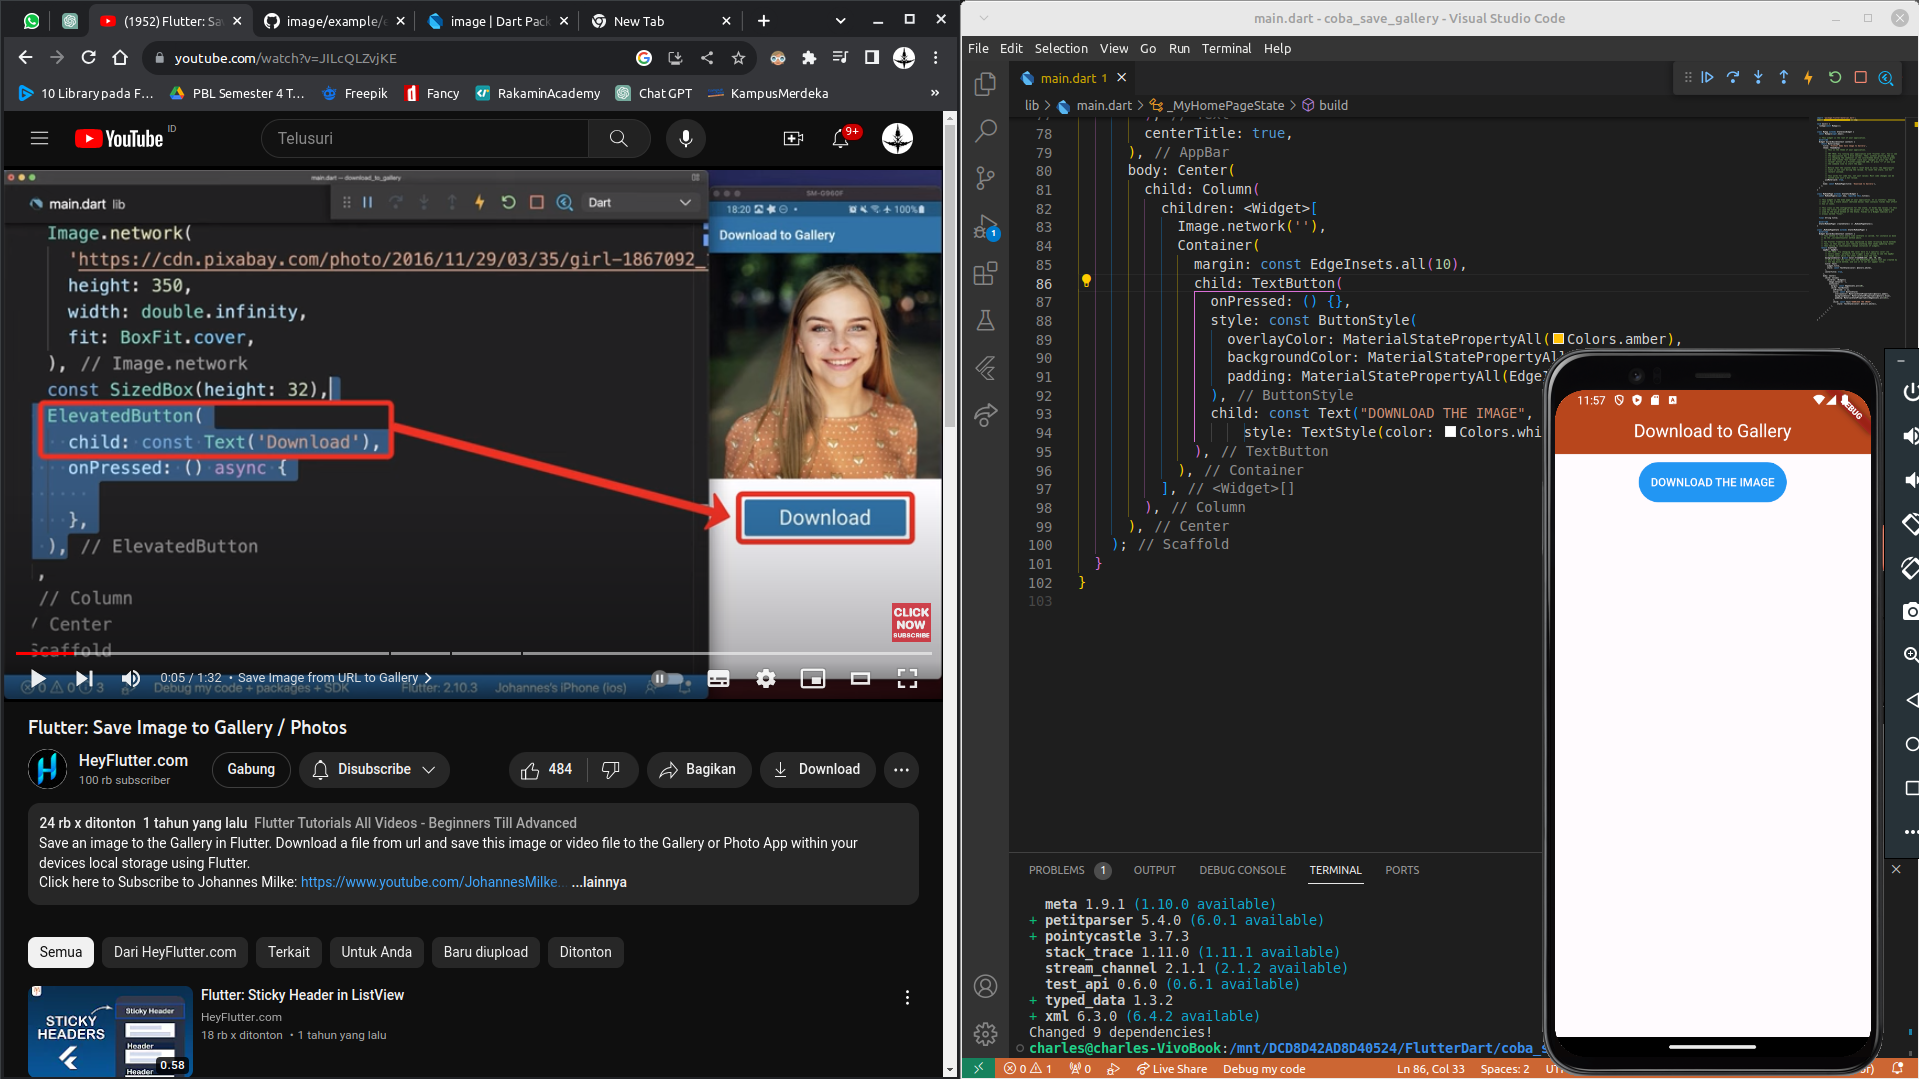 (1952) Flutter: Sa
image/example/e
image | Dart Pack
New Tab
youtube.com/watch?v=JILcQLZvjKE
10 Library pada F...
PBL Semester 4 T...
Freepik
Fancy
RakaminAcademy
Chat GPT
KampusMerdeka
»
YouTube ID
Telusuri
9+
main.dart — download_to_gallery
main.dart lib
Dart
Image.network(
'https://cdn.pixabay.com/photo/2016/11/29/03/35/girl-1867092_
height: 350,
width: double.infinity,
fit: BoxFit.cover,
), // Image.network
const SizedBox(height: 32),
ElevatedButton(
child: const Text('Download'),
onPressed: () async {
},
), // ElevatedButton
,
// Column
/ Center
Scaffold
SM-G960F
18:20
100%
Download to Gallery
Download
CLICK
NOW
SUBSCRIBE
0:05 / 1:32 • Save Image from URL to Gallery
Debug my code + packages + SDK
Flutter: 2.10.3
Johannes's iPhone (ios)
Flutter: Save Image to Gallery / Photos
HeyFlutter.com
100 rb subscriber
Gabung
Disubscribe
484
Bagikan
Download
24 rb x ditonton 1 tahun yang lalu Flutter Tutorials All Videos - Beginners Till Advanced
Save an image to the Gallery in Flutter. Download a file from url and save this image or video file to the Gallery or Photo App within your
devices local storage using Flutter.
Click here to Subscribe to Johannes Milke: https://www.youtube.com/JohannesMilke... ...lainnya
Semua
Dari HeyFlutter.com
Terkait
Untuk Anda
Baru diupload
Ditonton
STICKY
HEADERS
Sticky Header
Header
Header
0.58
Flutter: Sticky Header in ListView
HeyFlutter.com
18 rb x ditonton • 1 tahun yang lalu
main.dart - coba_save_gallery - Visual Studio Code
File Edit Selection View Go Run Terminal Help
main.dart 1
lib > main.dart > _MyHomePageState > build
77 ), // Text
78 centerTitle: true,
79 ), // AppBar
80 body: Center(
81 child: Column(
82 children: <Widget>[
83 Image.network(''),
84 Container(
85 margin: const EdgeInsets.all(10),
86 child: TextButton(
87 onPressed: () {},
88 style: const ButtonStyle(
89 overlayColor: MaterialStatePropertyAll(Colors.amber),
90 backgroundColor: MaterialStatePropertyAl
91 padding: MaterialStatePropertyAll(EdgeI
92 ), // ButtonStyle
93 child: const Text("DOWNLOAD THE IMAGE",
94 style: TextStyle(color: Colors.whi
95 ), // TextButton
96 ), // Container
97 ], // <Widget>[]
98 ), // Column
99 ), // Center
100 ); // Scaffold
101 }
102 }
103
1
11:57
DEBUG
Download to Gallery
DOWNLOAD THE IMAGE
PROBLEMS 1 OUTPUT DEBUG CONSOLE TERMINAL PORTS
meta 1.9.1 (1.10.0 available)
+ petitparser 5.4.0 (6.0.1 available)
+ pointycastle 3.7.3
stack_trace 1.11.0 (1.11.1 available)
stream_channel 2.1.1 (2.1.2 available)
test_api 0.6.0 (0.6.1 available)
+ typed_data 1.3.2
+ xml 6.3.0 (6.4.2 available)
Changed 9 dependencies!
charles@charles-VivoBook:/mnt/DCD8D42AD8D40524/FlutterDart/coba_s
0 1 0 Live Share Debug my code Ln 86, Col 33 Spaces: 2